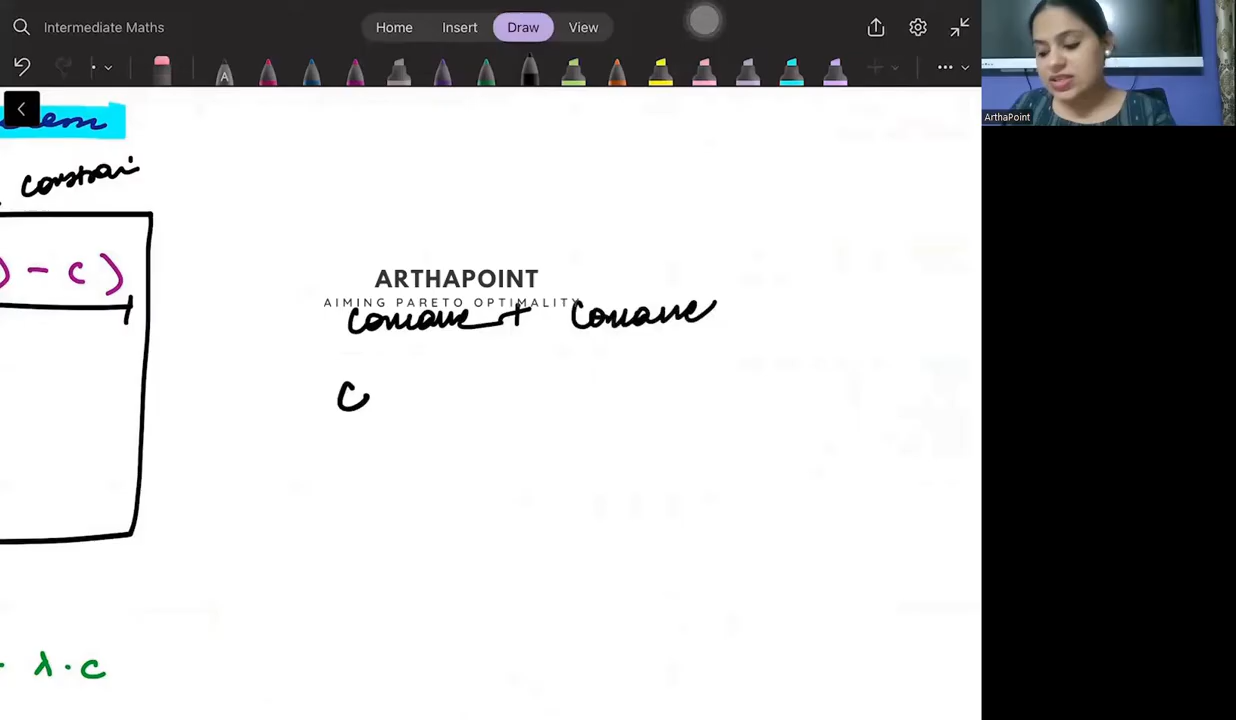 Intermediate Maths
Home Insert Draw View
A
ArthaPoint
constrai
) - c )
ARTHAPOINT
AIMING PARETO OPTIMALITY
concave + concave
C
λ · c